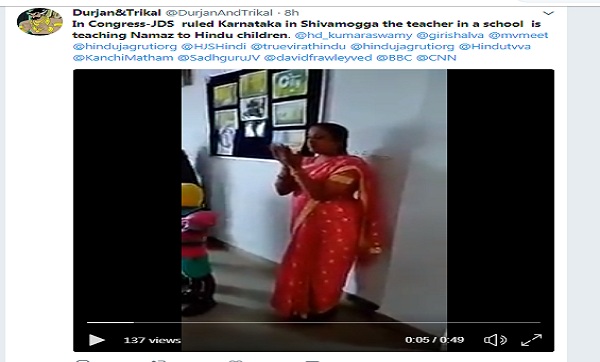 Durjan&Trikal @DurjanAndTrikal · 8h
In Congress-JDS ruled Karnataka in Shivamogga the teacher in a school is
teaching Namaz to Hindu children. @hd_kumaraswamy @girishalva @mvmeet
@hindujagrutiorg @HJSHindi @truevirathindu @hindujagrutiorg @Hindutvva
@KanchiMatham @SadhguruJV @davidfrawleyved @BBC @CNN
137 views
0:05 / 0:49